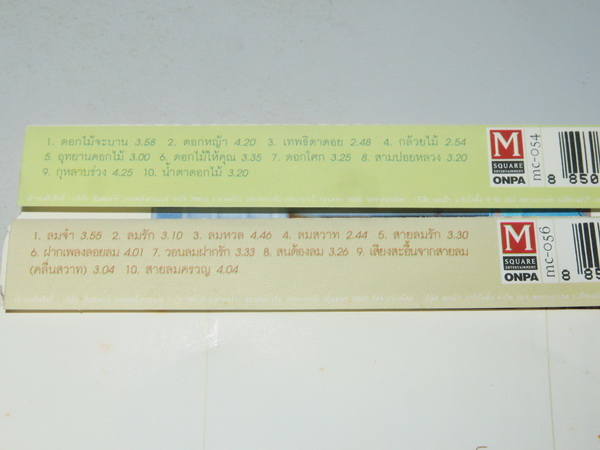 1. ดอกไม้จะบาน 3.58 2. ดอกหญ้า 4.20 3. เทพธิดาดอย 2.48 4. กล้วยไม้ 2.54
5. อุทยานดอกไม้ 3.00 6. ดอกไม้ให้คุณ 3.35 7. ดอกโศก 3.25 8. สามปอยหลวง 3.20
9. กุหลาบร่วง 4.25 10. น้ำตาดอกไม้ 3.20
M
SQUARE
ENTERTAINMENT
ONPA
mc-054
8 850
1. ลมจ๋า 3.55 2. ลมรัก 3.10 3. ลมหวล 4.46 4. ลมสวาท 2.44 5. สายลมรัก 3.30
6. ฝากเพลงลอยลม 4.01 7. วอนลมฝากรัก 3.33 8. สนต้องลม 3.26 9. เสียงสะอื้นจากสายลม
(คลื่นสวาท) 3.04 10. สายลมครวญ 4.04
M
SQUARE
ENTERTAINMENT
ONPA
mc-056
8 85